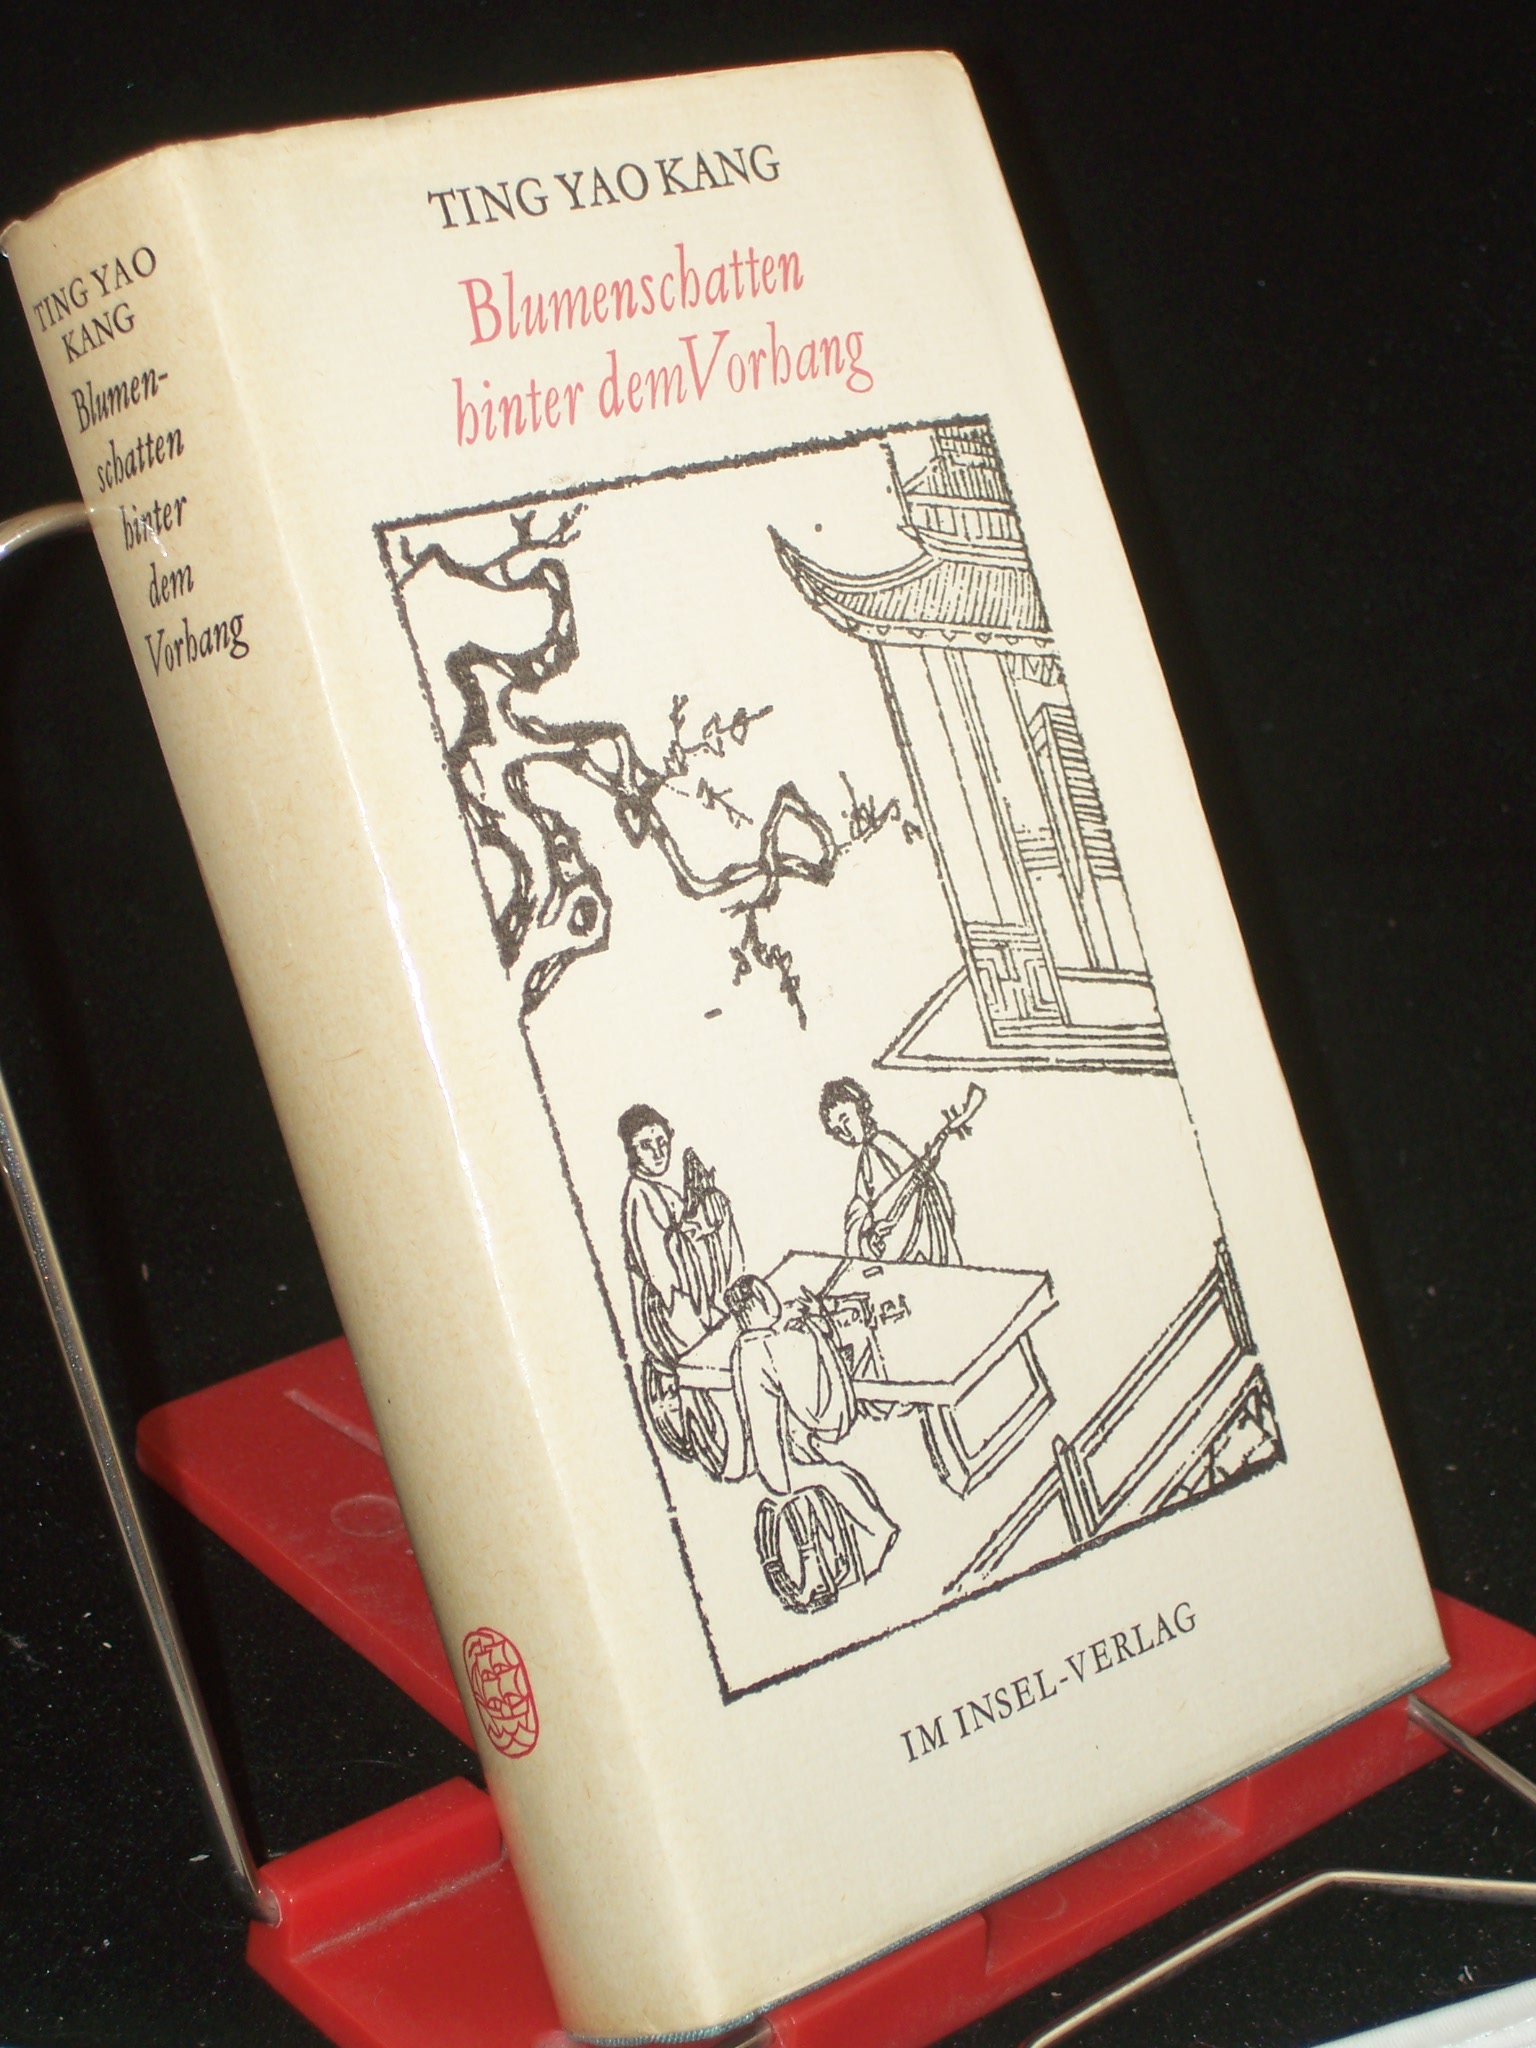 TING YAO KANG
Blumenschatten
hinter dem Vorhang
IM INSEL-VERLAG
TING YAO
KANG
Blumen-
schatten
hinter
dem
Vorhang